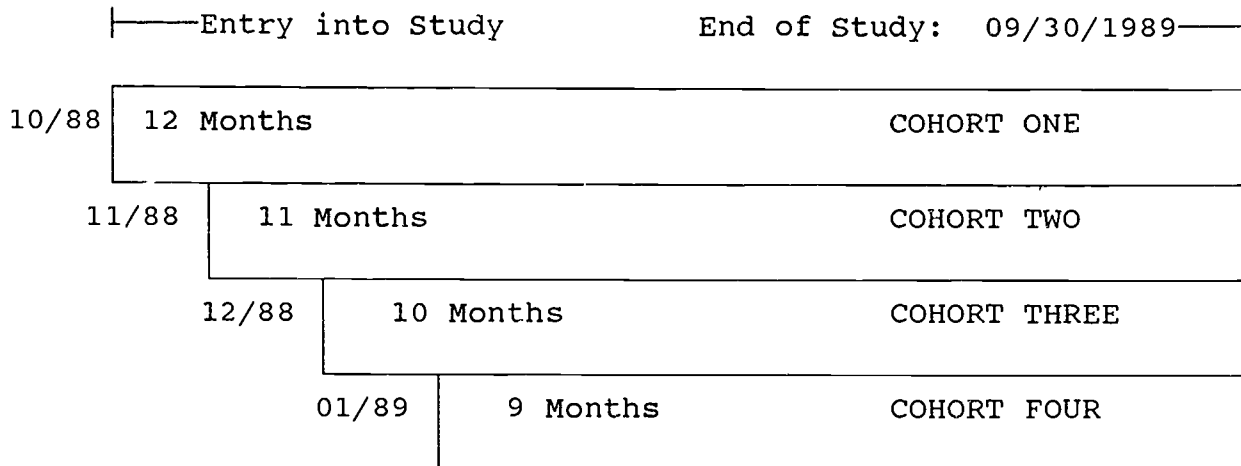 Entry into Study End of Study: 09/30/1989
10/88 12 Months COHORT ONE
11/88 11 Months COHORT TWO
12/88 10 Months COHORT THREE
01/89 9 Months COHORT FOUR